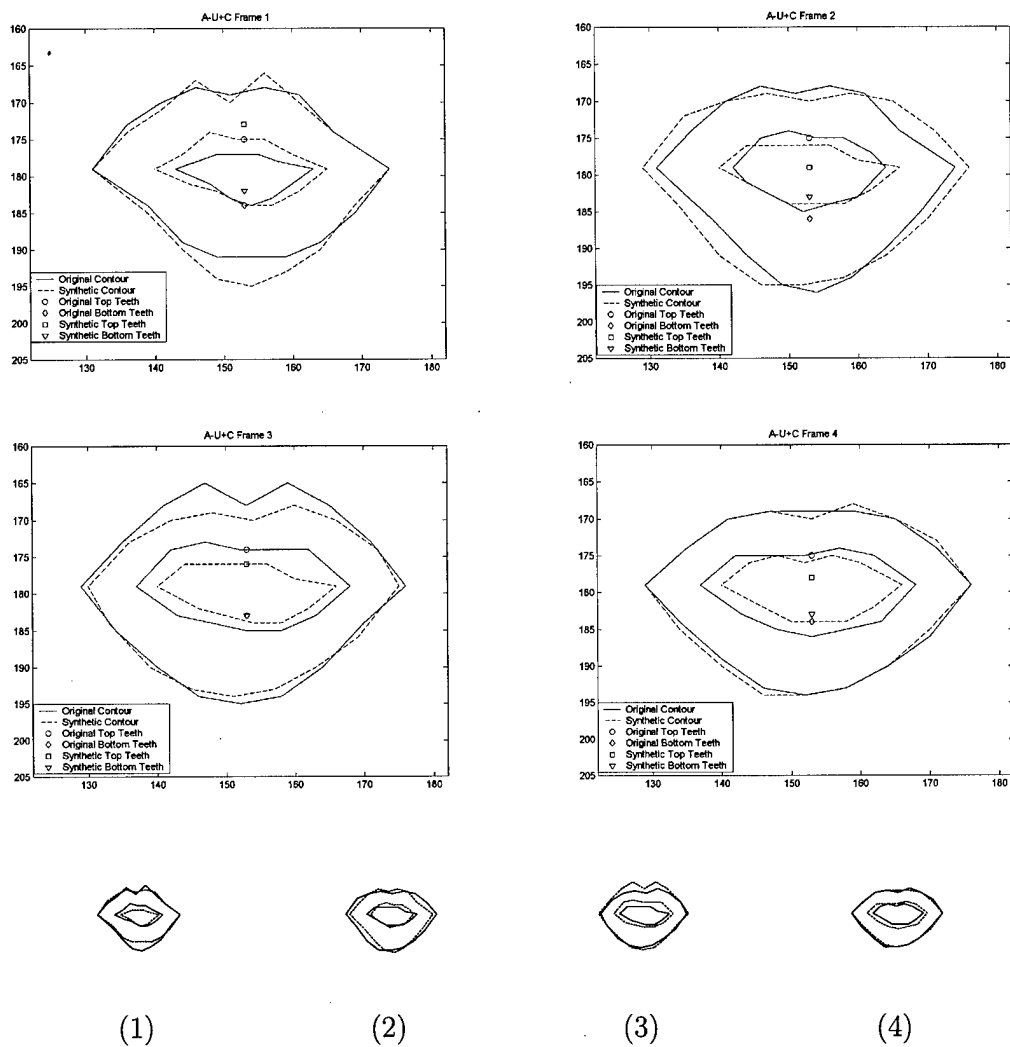 A-U+C Frame 1
160
165
170
175
180
185
190
195
200
205
Original Contour
Synthetic Contour
Original Top Teeth
Original Bottom Teeth
Synthetic Top Teeth
Synthetic Bottom Teeth
130 140 150 160 170 180
A-U+C Frame 2
160
165
170
175
180
185
190
195
200
205
Original Contour
Synthetic Contour
Original Top Teeth
Original Bottom Teeth
Synthetic Top Teeth
Synthetic Bottom Teeth
130 140 150 160 170 180
A-U+C Frame 3
160
165
170
175
180
185
190
195
200
205
Original Contour
Synthetic Contour
Original Top Teeth
Original Bottom Teeth
Synthetic Top Teeth
Synthetic Bottom Teeth
130 140 150 160 170 180
A-U+C Frame 4
160
165
170
175
180
185
190
195
200
205
Original Contour
Synthetic Contour
Original Top Teeth
Original Bottom Teeth
Synthetic Top Teeth
Synthetic Bottom Teeth
130 140 150 160 170 180
(1) (2) (3) (4)